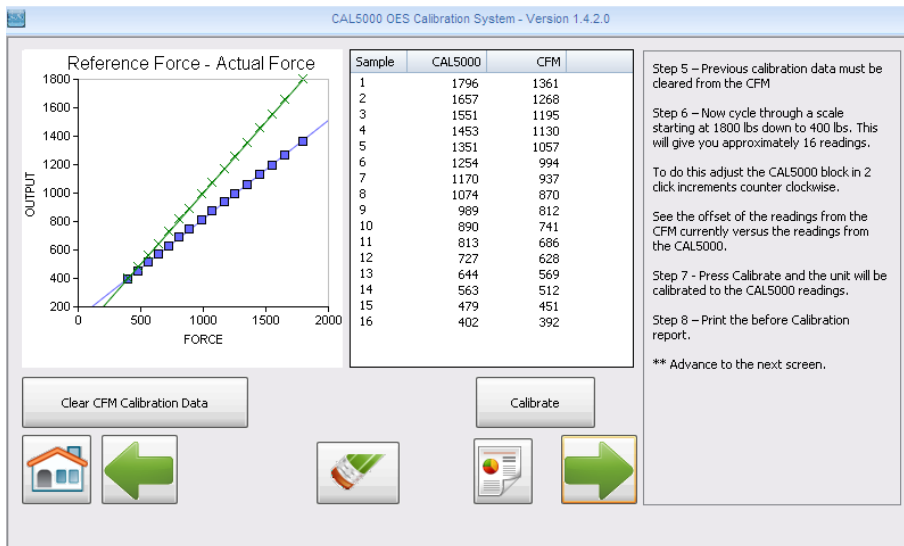 CAL5000 OES Calibration System - Version 1.4.2.0
Reference Force - Actual Force
1800
1600
1400
1200
1000
800
600
400
200
OUTPUT
0 500 1000 1500 2000
FORCE
Sample CAL5000 CFM
1 1796 1361
2 1657 1268
3 1551 1195
4 1453 1130
5 1351 1057
6 1254 994
7 1170 937
8 1074 870
9 989 812
10 890 741
11 813 686
12 727 628
13 644 569
14 563 512
15 479 451
16 402 392
Step 5 – Previous calibration data must be
cleared from the CFM
Step 6 – Now cycle through a scale
starting at 1800 lbs down to 400 lbs. This
will give you approximately 16 readings.
To do this adjust the CAL5000 block in 2
click increments counter clockwise.
See the offset of the readings from the
CFM currently versus the readings from
the CAL5000.
Step 7 - Press Calibrate and the unit will be
calibrated to the CAL5000 readings.
Step 8 – Print the before Calibration
report.
** Advance to the next screen.
Clear CFM Calibration Data
Calibrate